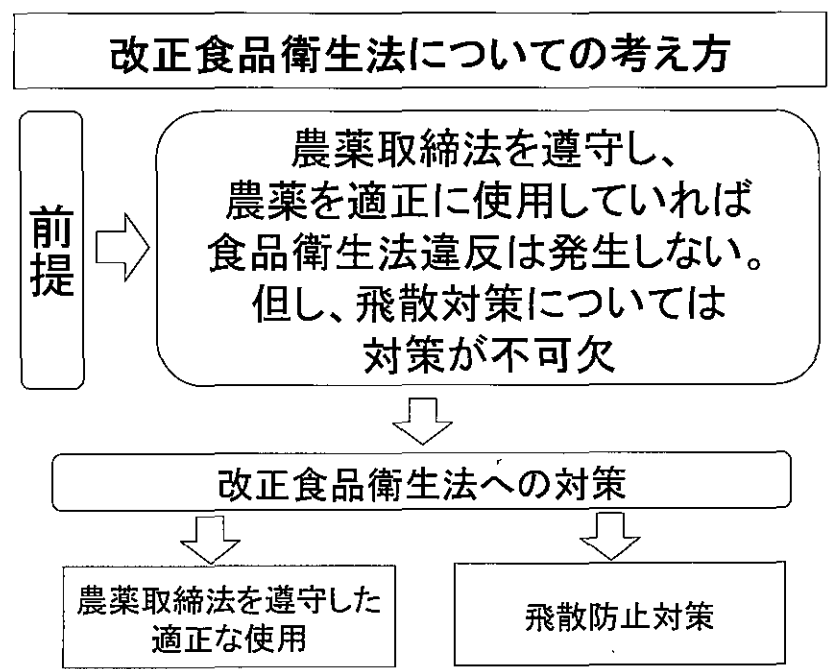 改正食品衛生法についての考え方
前提
農薬取締法を遵守し、
農薬を適正に使用していれば
食品衛生法違反は発生しない。
但し、飛散対策については
対策が不可欠
改正食品衛生法への対策
農薬取締法を遵守した
適正な使用
飛散防止対策